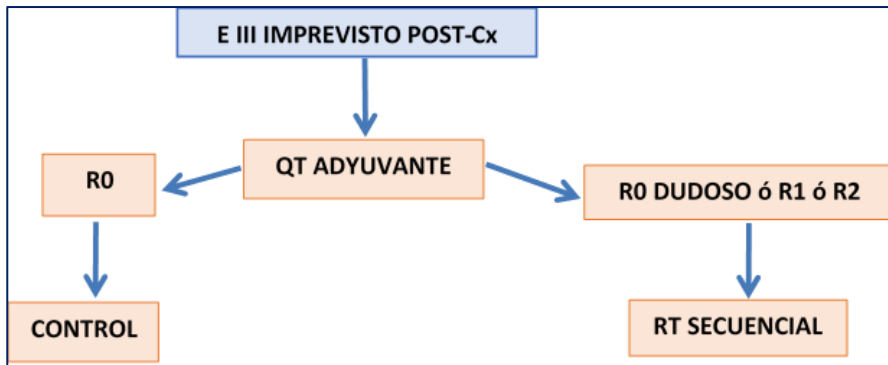 E III IMPREVISTO POST-Cx
QT ADYUVANTE
R0
R0 DUDOSO ó R1 ó R2
CONTROL
RT SECUENCIAL